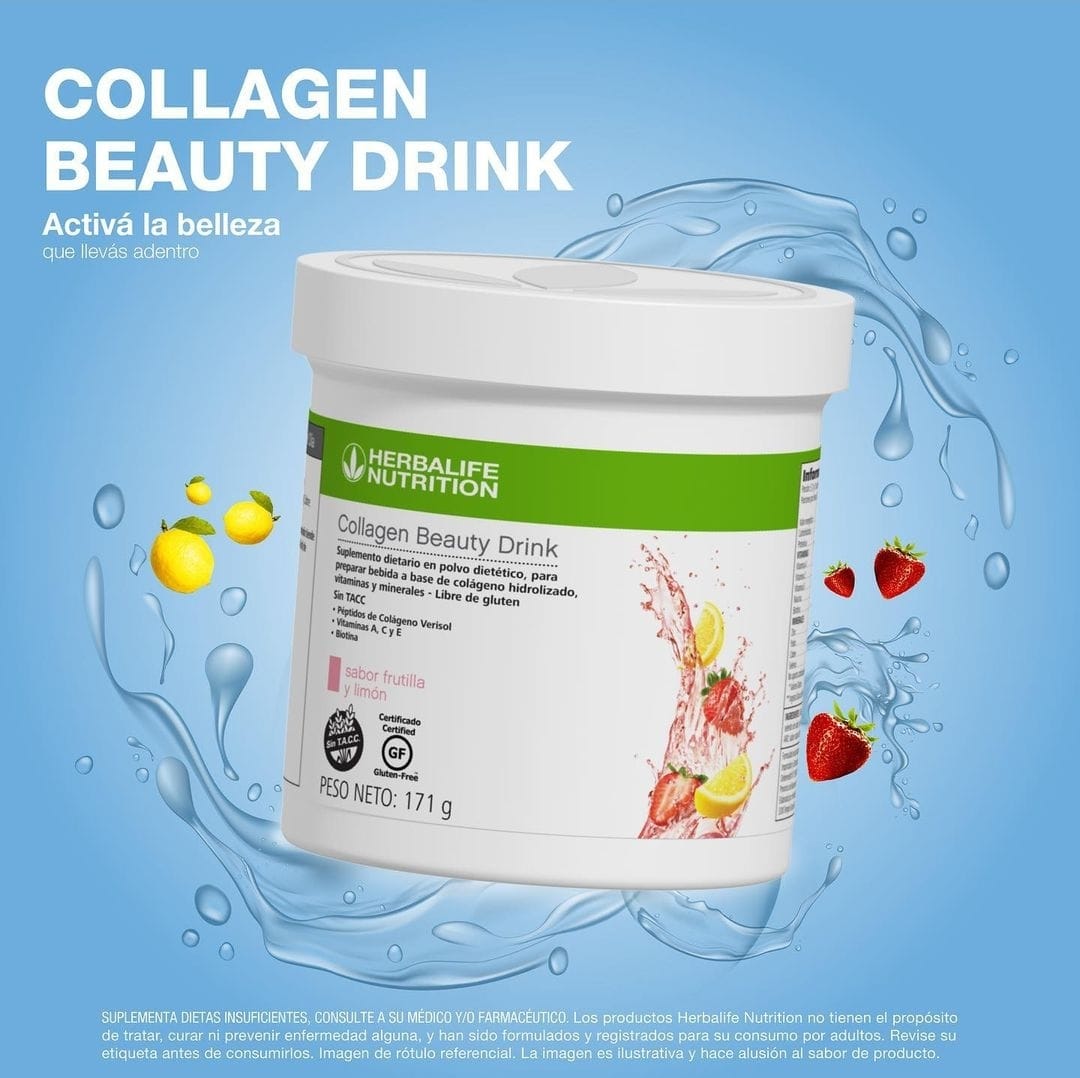 COLLAGEN
BEAUTY DRINK
Activá la belleza
que llevás adentro
HERBALIFE
NUTRITION
Collagen Beauty Drink
Suplemento dietario en polvo dietético, para
preparar bebida a base de colágeno hidrolizado,
vitaminas y minerales - Libre de gluten
Sin TACC
• Péptidos de Colágeno Verisol
• Vitaminas A, C y E
• Biotina
sabor frutilla
y limón
Sin T.A.C.C.
Certificado
Certified
GF
Gluten-Free
PESO NETO: 171 g
SUPLEMENTA DIETAS INSUFICIENTES, CONSULTE A SU MÉDICO Y/O FARMACÉUTICO. Los productos Herbalife Nutrition no tienen el propósito
de tratar, curar ni prevenir enfermedad alguna, y han sido formulados y registrados para su consumo por adultos. Revise su
etiqueta antes de consumirlos. Imagen de rótulo referencial. La imagen es ilustrativa y hace alusión al sabor de producto.